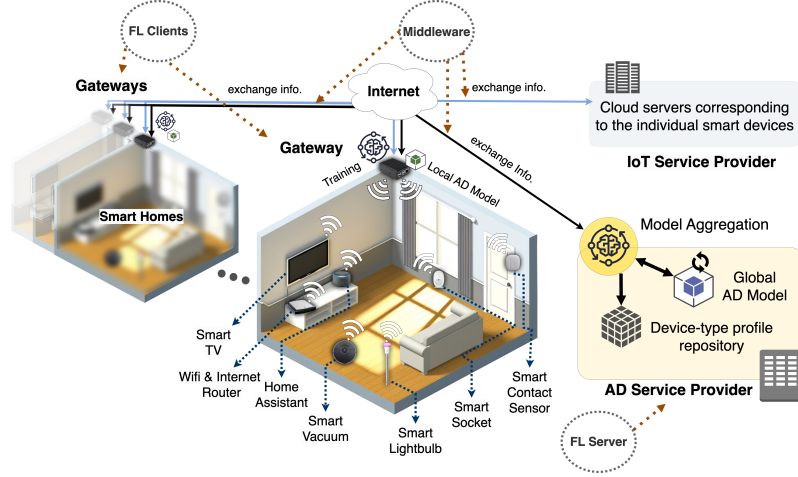 FL Clients
Middleware
Gateways
exchange info.
Internet
exchange info.
Cloud servers corresponding
to the individual smart devices
IoT Service Provider
Gateway
Training
Local AD Model
exchange Info.
Smart Homes
Model Aggregation
Global
AD Model
Device-type profile
repository
AD Service Provider
FL Server
Smart
TV
Wifi & Internet
Router
Home
Assistant
Smart
Vacuum
Smart
Lightbulb
Smart
Socket
Smart
Contact
Sensor